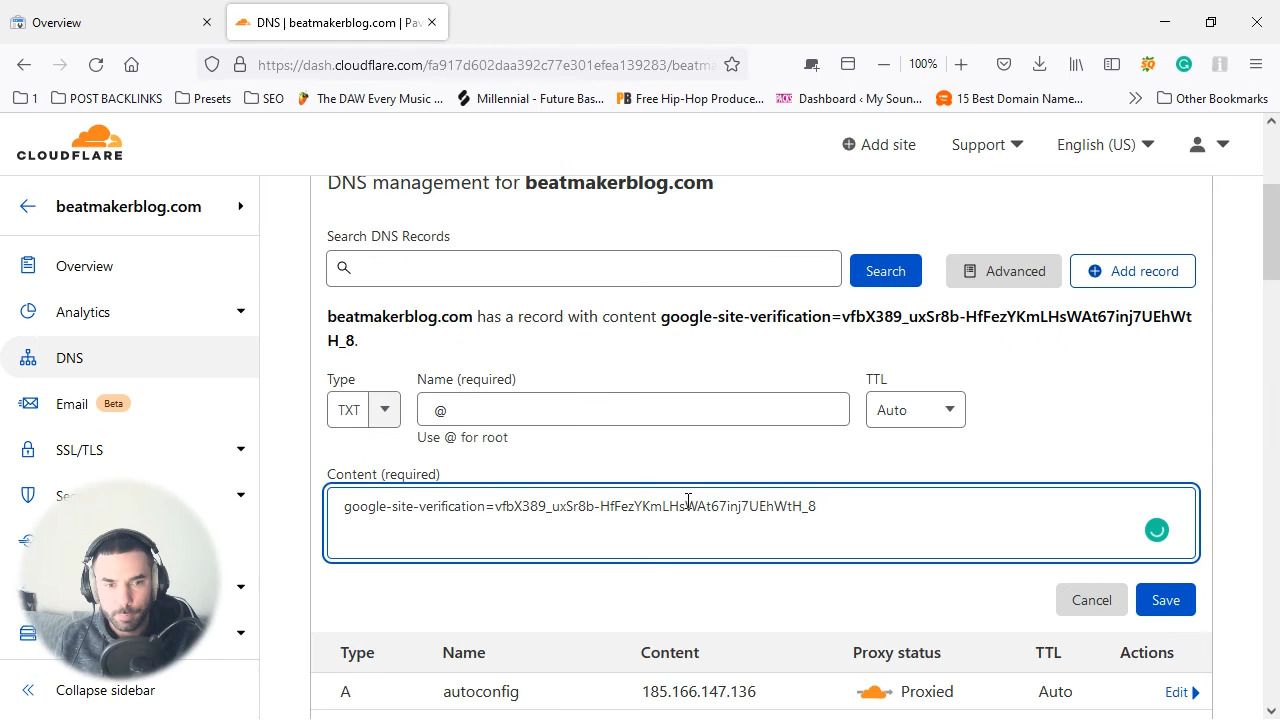 Overview
DNS | beatmakerblog.com | Pav
https://dash.cloudflare.com/fa917d602daa392c77e301efea139283/beatma
100%
1 POST BACKLINKS Presets SEO The DAW Every Music ... Millennial - Future Bas... Free Hip-Hop Produce... Dashboard ‹ My Soun... 15 Best Domain Name... Other Bookmarks
CLOUDFLARE
Add site Support English (US)
beatmakerblog.com
Overview
Analytics
DNS
Email Beta
SSL/TLS
Collapse sidebar
DNS management for beatmakerblog.com
Search DNS Records
Search Advanced Add record
beatmakerblog.com has a record with content google-site-verification=vfbX389_uxSr8b-HfFezYKmLHsWAt67inj7UEhWt
H_8.
Type Name (required) TTL
TXT @ Auto
Use @ for root
Content (required)
google-site-verification=vfbX389_uxSr8b-HfFezYKmLHsWAt67inj7UEhWtH_8
Cancel Save
Type Name Content Proxy status TTL Actions
A autoconfig 185.166.147.136 Proxied Auto Edit